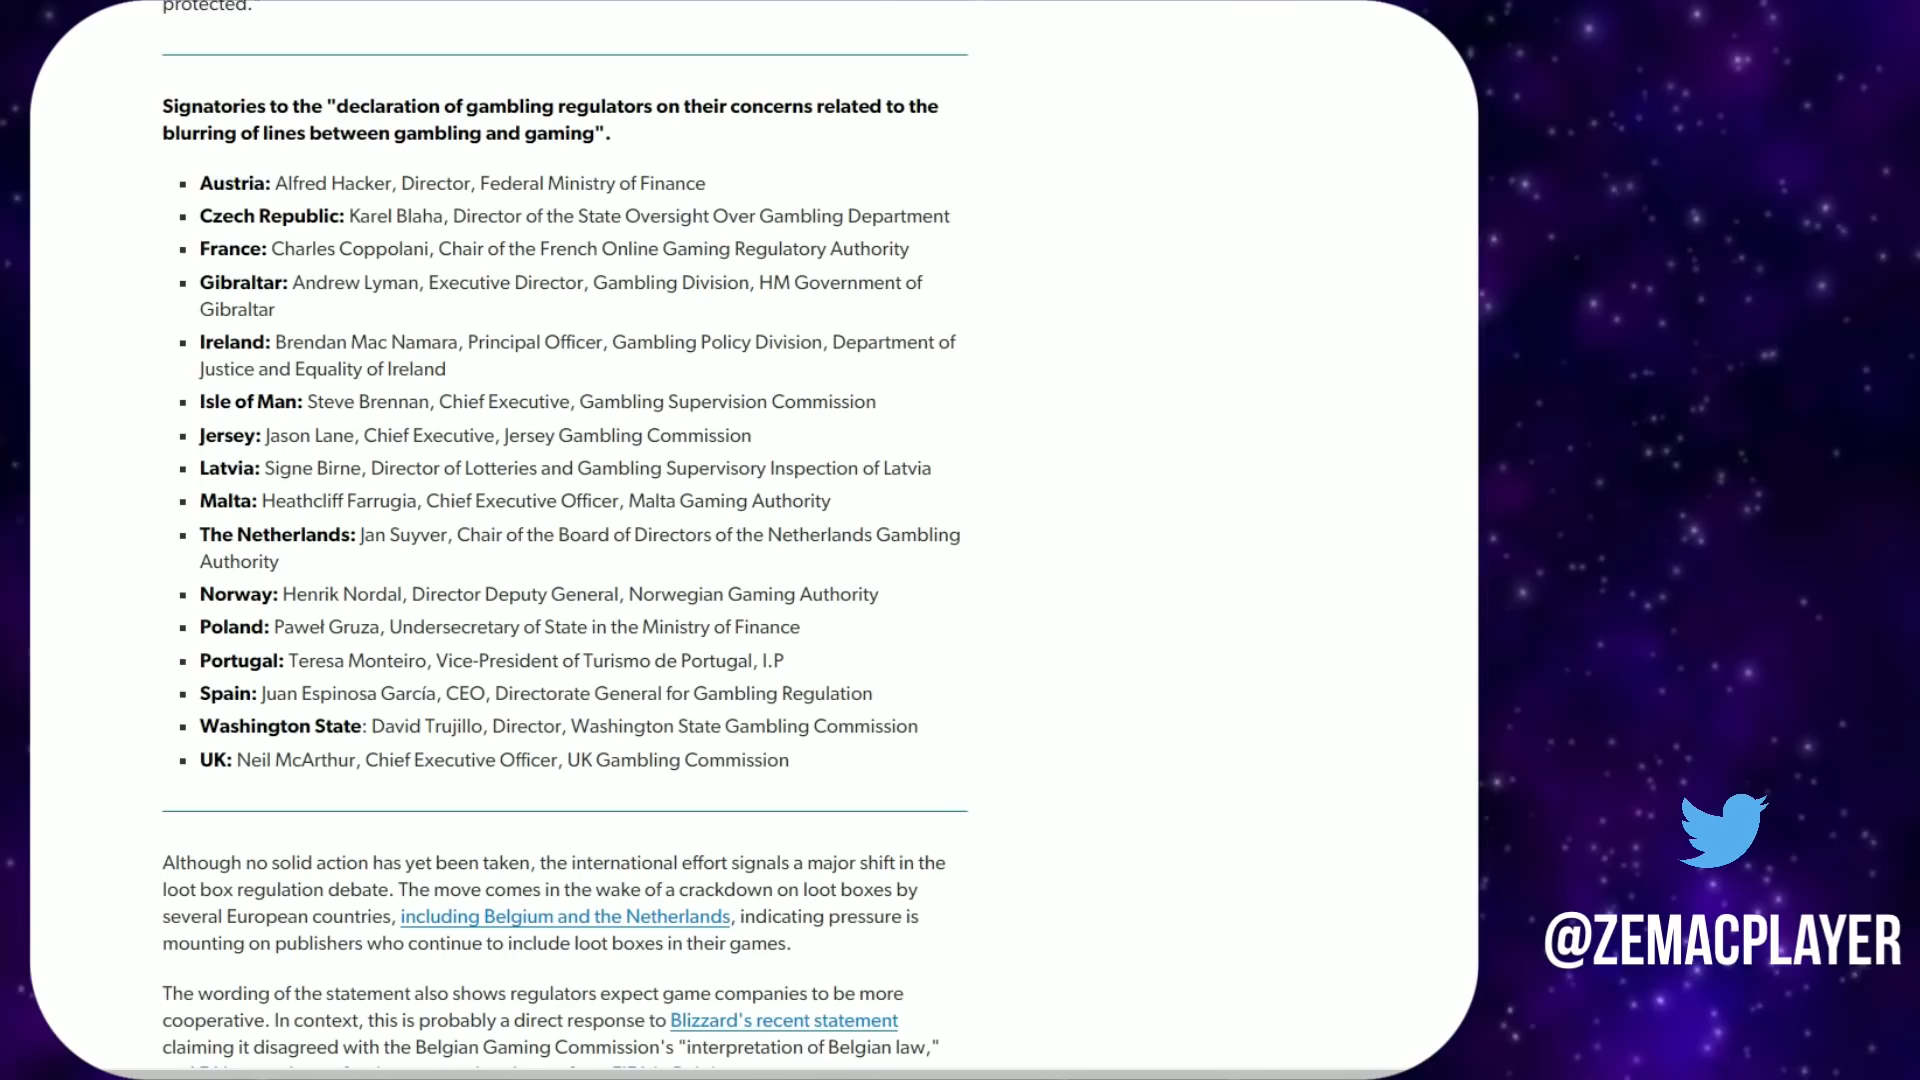 protected."
Signatories to the "declaration of gambling regulators on their concerns related to the
blurring of lines between gambling and gaming".
▪ Austria: Alfred Hacker, Director, Federal Ministry of Finance
▪ Czech Republic: Karel Blaha, Director of the State Oversight Over Gambling Department
▪ France: Charles Coppolani, Chair of the French Online Gaming Regulatory Authority
▪ Gibraltar: Andrew Lyman, Executive Director, Gambling Division, HM Government of
Gibraltar
▪ Ireland: Brendan Mac Namara, Principal Officer, Gambling Policy Division, Department of
Justice and Equality of Ireland
▪ Isle of Man: Steve Brennan, Chief Executive, Gambling Supervision Commission
▪ Jersey: Jason Lane, Chief Executive, Jersey Gambling Commission
▪ Latvia: Signe Birne, Director of Lotteries and Gambling Supervisory Inspection of Latvia
▪ Malta: Heathcliff Farrugia, Chief Executive Officer, Malta Gaming Authority
▪ The Netherlands: Jan Suyver, Chair of the Board of Directors of the Netherlands Gambling
Authority
▪ Norway: Henrik Nordal, Director Deputy General, Norwegian Gaming Authority
▪ Poland: Paweł Gruza, Undersecretary of State in the Ministry of Finance
▪ Portugal: Teresa Monteiro, Vice-President of Turismo de Portugal, I.P
▪ Spain: Juan Espinosa García, CEO, Directorate General for Gambling Regulation
▪ Washington State: David Trujillo, Director, Washington State Gambling Commission
▪ UK: Neil McArthur, Chief Executive Officer, UK Gambling Commission
Although no solid action has yet been taken, the international effort signals a major shift in the
loot box regulation debate. The move comes in the wake of a crackdown on loot boxes by
several European countries, including Belgium and the Netherlands, indicating pressure is
mounting on publishers who continue to include loot boxes in their games.
The wording of the statement also shows regulators expect game companies to be more
cooperative. In context, this is probably a direct response to Blizzard's recent statement
claiming it disagreed with the Belgian Gaming Commission's "interpretation of Belgian law,"
@ZEMACPLAYER